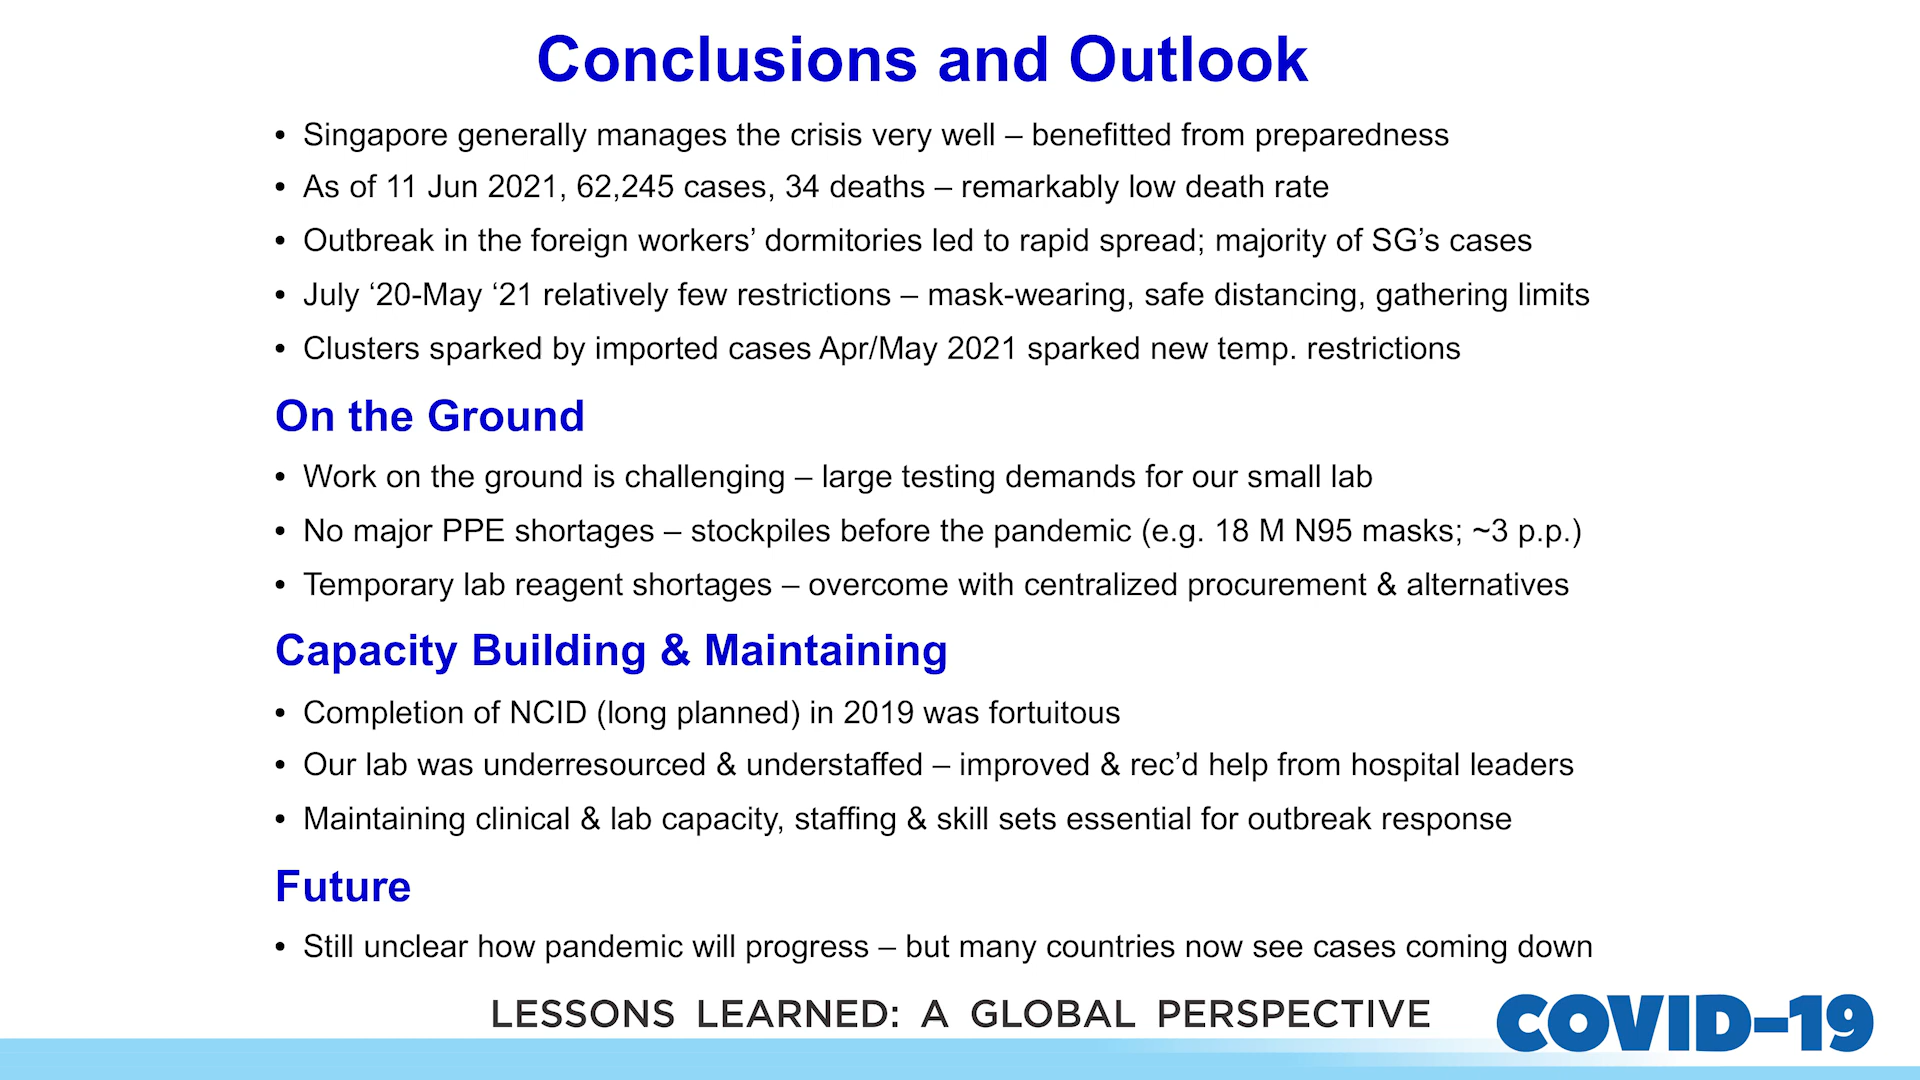 Conclusions and Outlook
• Singapore generally manages the crisis very well – benefitted from preparedness
• As of 11 Jun 2021, 62,245 cases, 34 deaths – remarkably low death rate
• Outbreak in the foreign workers’ dormitories led to rapid spread; majority of SG’s cases
• July ‘20-May ‘21 relatively few restrictions – mask-wearing, safe distancing, gathering limits
• Clusters sparked by imported cases Apr/May 2021 sparked new temp. restrictions
On the Ground
• Work on the ground is challenging – large testing demands for our small lab
• No major PPE shortages – stockpiles before the pandemic (e.g. 18 M N95 masks; ~3 p.p.)
• Temporary lab reagent shortages – overcome with centralized procurement & alternatives
Capacity Building & Maintaining
• Completion of NCID (long planned) in 2019 was fortuitous
• Our lab was underresourced & understaffed – improved & rec’d help from hospital leaders
• Maintaining clinical & lab capacity, staffing & skill sets essential for outbreak response
Future
• Still unclear how pandemic will progress – but many countries now see cases coming down
LESSONS LEARNED: A GLOBAL PERSPECTIVE
COVID-19